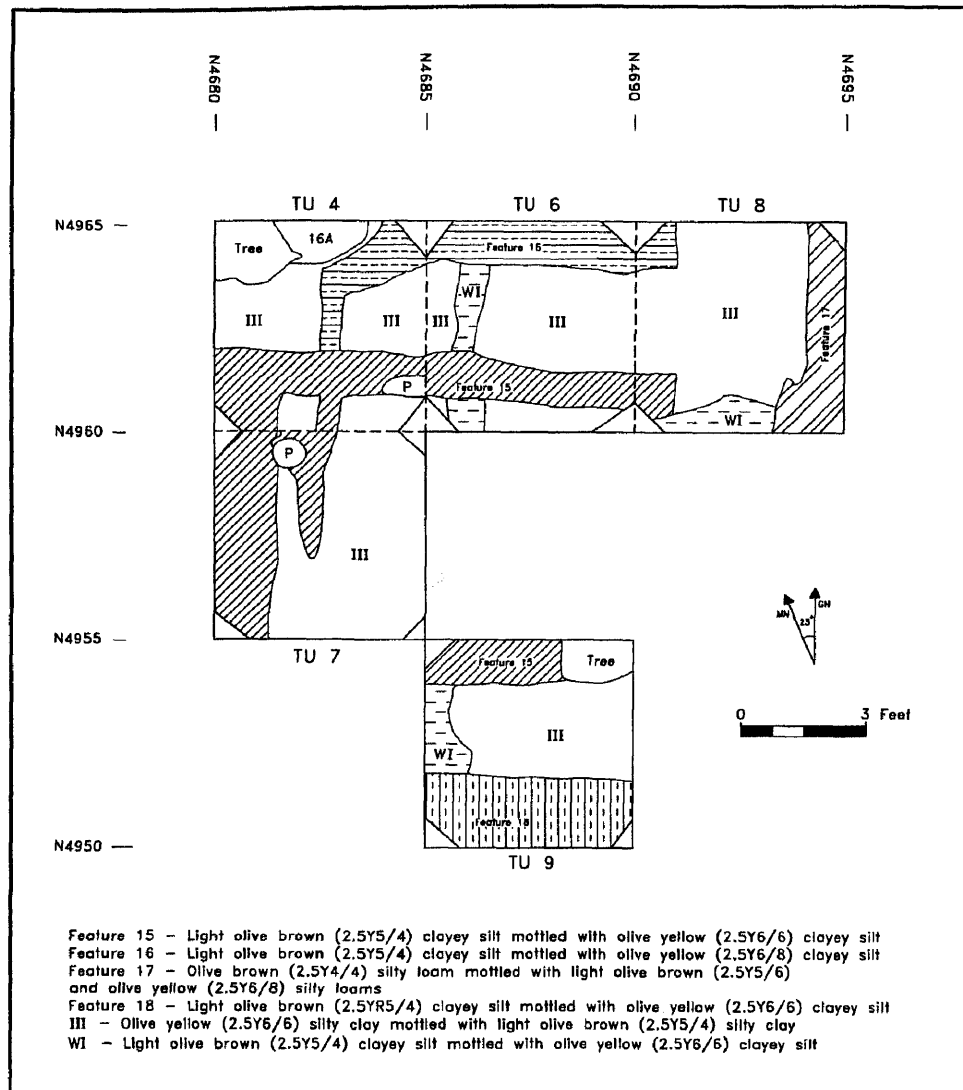 N4680
N4685
N4690
N4695
TU 4
TU 6
TU 8
N4965
Tree
16A
Feature 16
WI
III
III
III
III
III
Feature 17
P
Feature 15
WI
N4960
P
III
MN
25°
GN
N4955
TU 7
Feature 15
Tree
0
3 Feet
III
WI
Feature 18
N4950
TU 9
Feature 15 – Light olive brown (2.5Y5/4) clayey silt mottled with olive yellow (2.5Y6/6) clayey silt
Feature 16 – Light olive brown (2.5Y5/4) clayey silt mottled with olive yellow (2.5Y6/8) clayey silt
Feature 17 – Olive brown (2.5Y4/4) silty loam mottled with light olive brown (2.5Y5/6)
and olive yellow (2.5Y6/8) silty loams
Feature 18 – Light olive brown (2.5YR5/4) clayey silt mottled with olive yellow (2.5Y6/6) clayey silt
III – Olive yellow (2.5Y6/6) silty clay mottled with light olive brown (2.5Y5/4) silty clay
WI – Light olive brown (2.5Y5/4) clayey silt mottled with olive yellow (2.5Y6/6) clayey silt